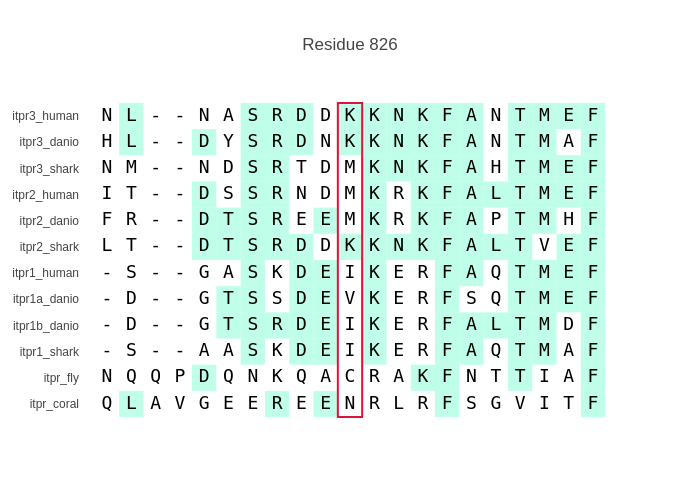 Residue 826
itpr3_human N L - - N A S R D D K K N K F A N T M E F
itpr3_danio H L - - D Y S R D N K K N K F A N T M A F
itpr3_shark N M - - N D S R T D M K N K F A H T M E F
itpr2_human I T - - D S S R N D M K R K F A L T M E F
itpr2_danio F R - - D T S R E E M K R K F A P T M H F
itpr2_shark L T - - D T S R D D K K N K F A L T V E F
itpr1_human - S - - G A S K D E I K E R F A Q T M E F
itpr1a_danio - D - - G T S S D E V K E R F S Q T M E F
itpr1b_danio - D - - G T S R D E I K E R F A L T M D F
itpr1_shark - S - - A A S K D E I K E R F A Q T M A F
itpr_fly N Q Q P D Q N K Q A C R A K F N T T I A F
itpr_coral Q L A V G E E R E E N R L R F S G V I T F